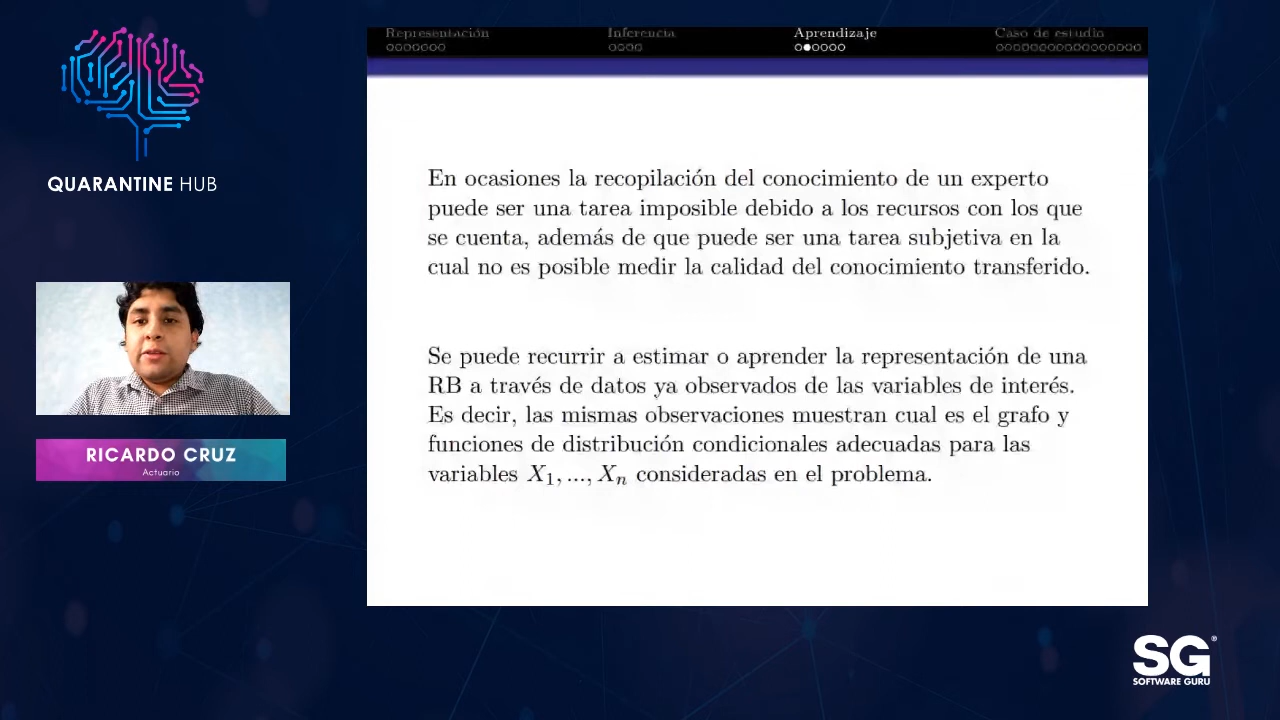 QUARANTINE HUB
RICARDO CRUZ
Actuario
Representación
Inferencia
Aprendizaje
Caso de estudio
En ocasiones la recopilación del conocimiento de un experto
puede ser una tarea imposible debido a los recursos con los que
se cuenta, además de que puede ser una tarea subjetiva en la
cual no es posible medir la calidad del conocimiento transferido.
Se puede recurrir a estimar o aprender la representación de una
RB a través de datos ya observados de las variables de interés.
Es decir, las mismas observaciones muestran cual es el grafo y
funciones de distribución condicionales adecuadas para las
variables X₁, ..., Xₙ consideradas en el problema.
SG®
SOFTWARE GURU